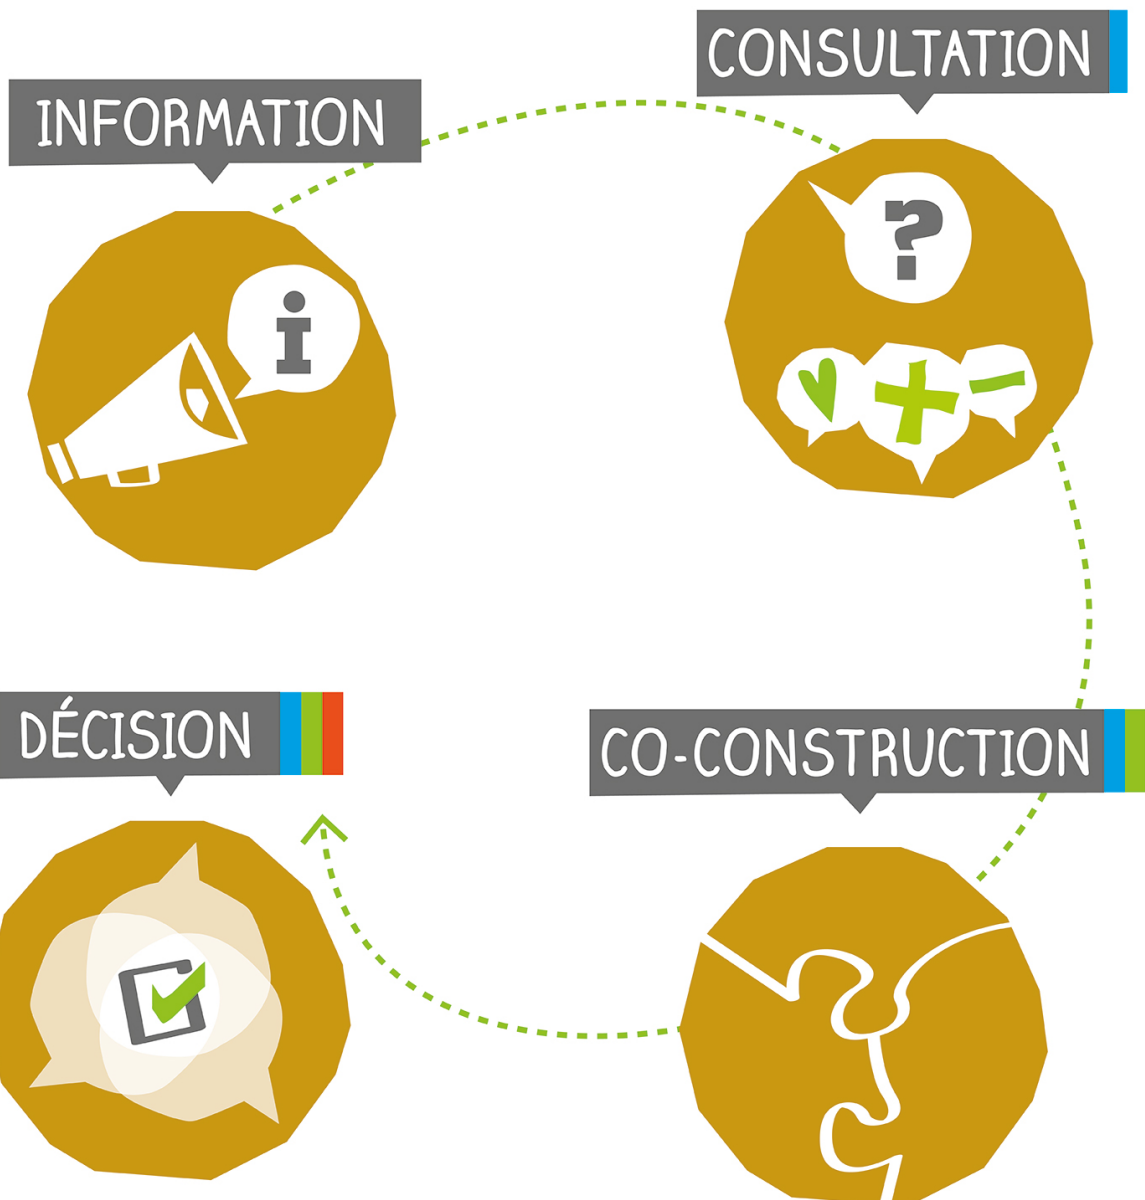 INFORMATION
CONSULTATION
i
?
DÉCISION
CO-CONSTRUCTION